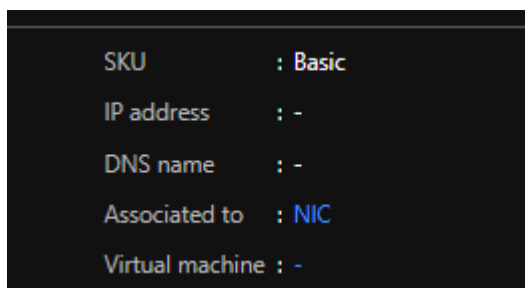 SKU : Basic
IP address : -
DNS name : -
Associated to : NIC
Virtual machine : -